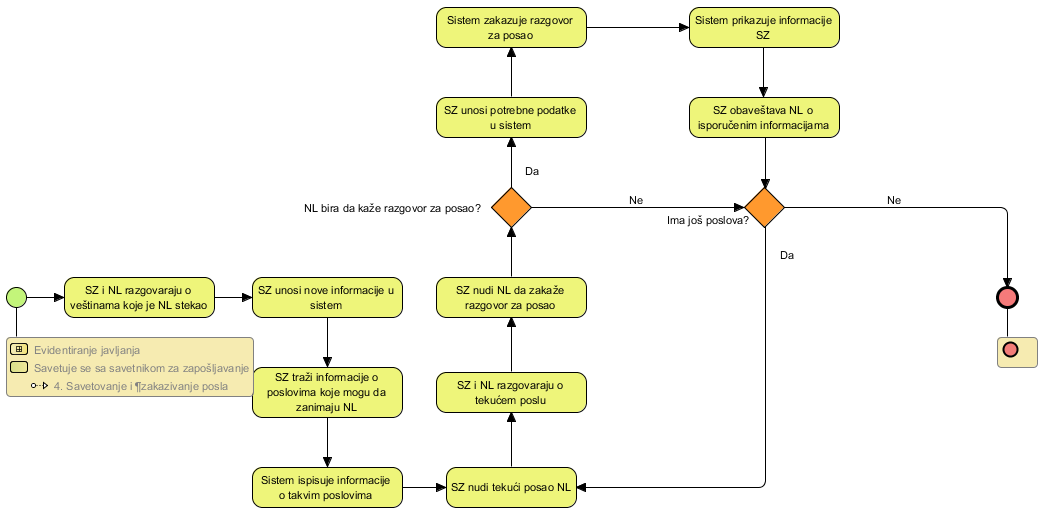 Sistem zakazuje razgovor
za posao
Sistem prikazuje informacije
SZ
SZ unosi potrebne podatke
u sistem
SZ obaveštava NL o
isporučenim informacijama
Da
NL bira da kaže razgovor za posao?
Ne
Ima još poslova?
Ne
Da
SZ i NL razgovaraju o
veštinama koje je NL stekao
SZ unosi nove informacije u
sistem
SZ nudi NL da zakaže
razgovor za posao
Evidentiranje javljanja
Savetuje se sa savetnikom za zapošljavanje
4. Savetovanje i ¶zakazivanje posla
SZ traži informacije o
poslovima koje mogu da
zanimaju NL
SZ i NL razgovaraju o
tekućem poslu
Sistem ispisuje informacije
o takvim poslovima
SZ nudi tekući posao NL